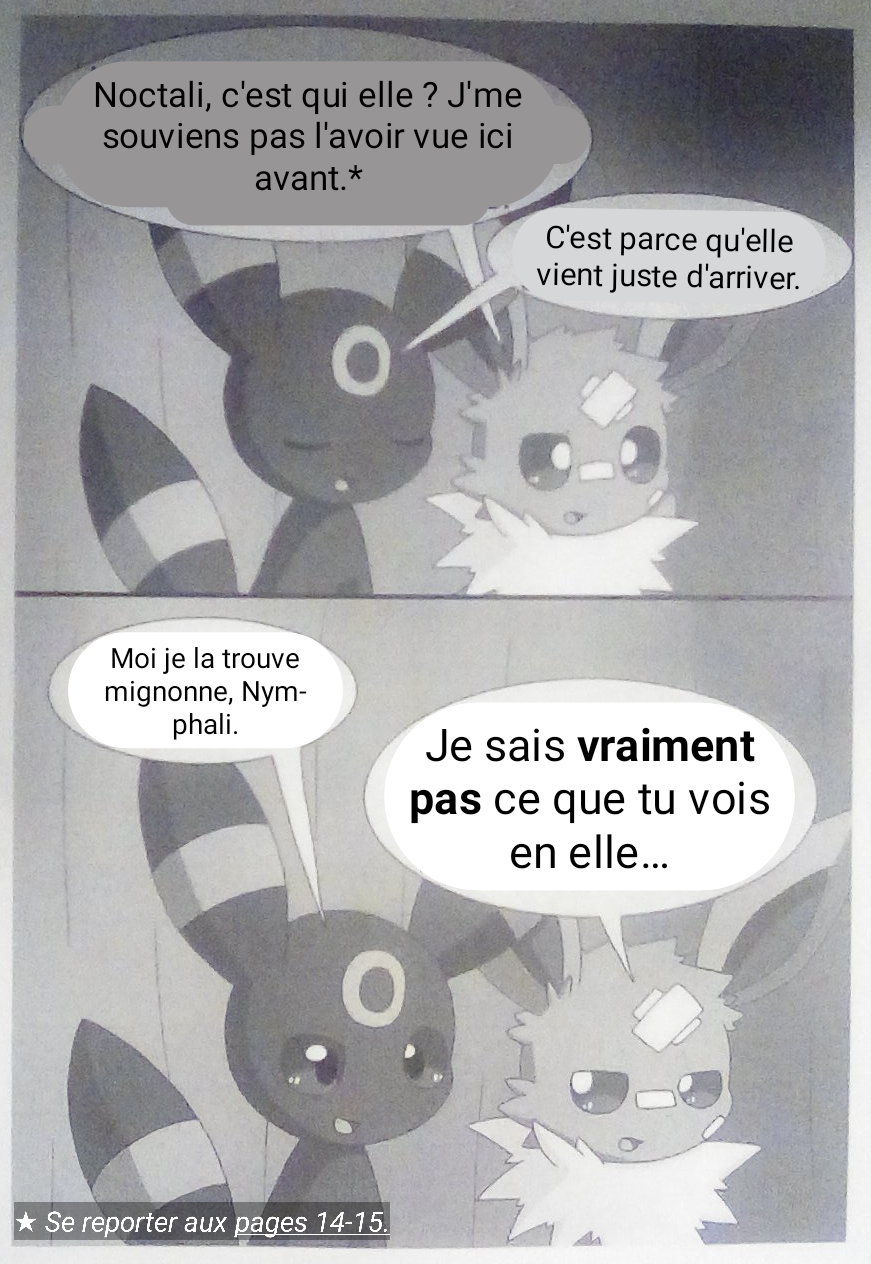 Noctali, c'est qui elle ? J'me
souviens pas l'avoir vue ici
avant.*
C'est parce qu'elle
vient juste d'arriver.
Moi je la trouve
mignonne, Nym-
phali.
Je sais vraiment
pas ce que tu vois
en elle…
★ Se reporter aux pages 14-15.